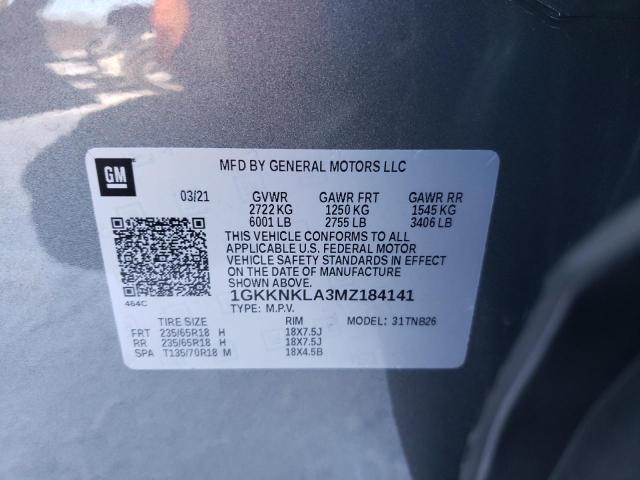 MFD BY GENERAL MOTORS LLC
GM
03/21 GVWR GAWR FRT GAWR RR
2722 KG 1250 KG 1545 KG
6001 LB 2755 LB 3406 LB
THIS VEHICLE CONFORMS TO ALL
APPLICABLE U.S. FEDERAL MOTOR
VEHICLE SAFETY STANDARDS IN EFFECT
ON THE DATE OF MANUFACTURE
SHOWN ABOVE.
464C
1GKKNKLA3MZ184141
TYPE: M.P.V.
TIRE SIZE RIM MODEL: 31TNB26
FRT 235/65R18 H 18X7.5J
RR 235/65R18 H 18X7.5J
SPA T135/70R18 M 18X4.5B